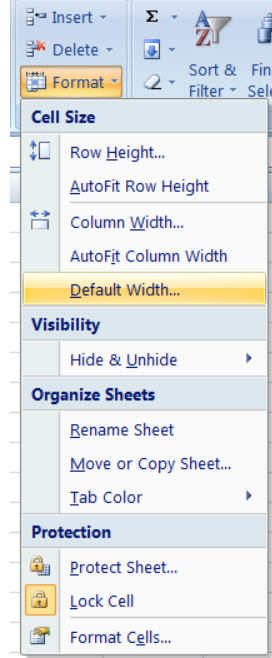 Insert
Σ
Delete
Format
Sort &
Filter
Cell Size
Row Height...
AutoFit Row Height
Column Width...
AutoFit Column Width
Default Width...
Visibility
Hide & Unhide
Organize Sheets
Rename Sheet
Move or Copy Sheet...
Tab Color
Protection
Protect Sheet...
Lock Cell
Format Cells...